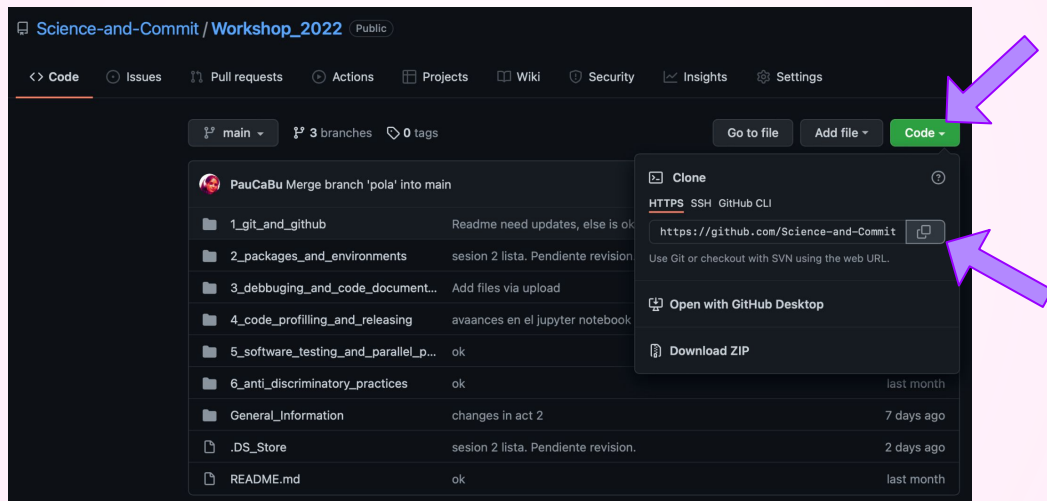 Science-and-Commit / Workshop_2022 Public
Code Issues Pull requests Actions Projects Wiki Security Insights Settings
main 3 branches 0 tags Go to file Add file Code
PauCaBu Merge branch 'pola' into main
1_git_and_github Readme need updates, else is ok
2_packages_and_environments sesion 2 lista. Pendiente revision.
3_debbuging_and_code_document... Add files via upload
4_code_profilling_and_releasing avaances en el jupyter notebook
5_software_testing_and_parallel_p... ok
6_anti_discriminatory_practices ok last month
General_Information changes in act 2 7 days ago
.DS_Store sesion 2 lista. Pendiente revision. 2 days ago
README.md ok last month
Clone
HTTPS SSH GitHub CLI
https://github.com/Science-and-Commit
Use Git or checkout with SVN using the web URL.
Open with GitHub Desktop
Download ZIP